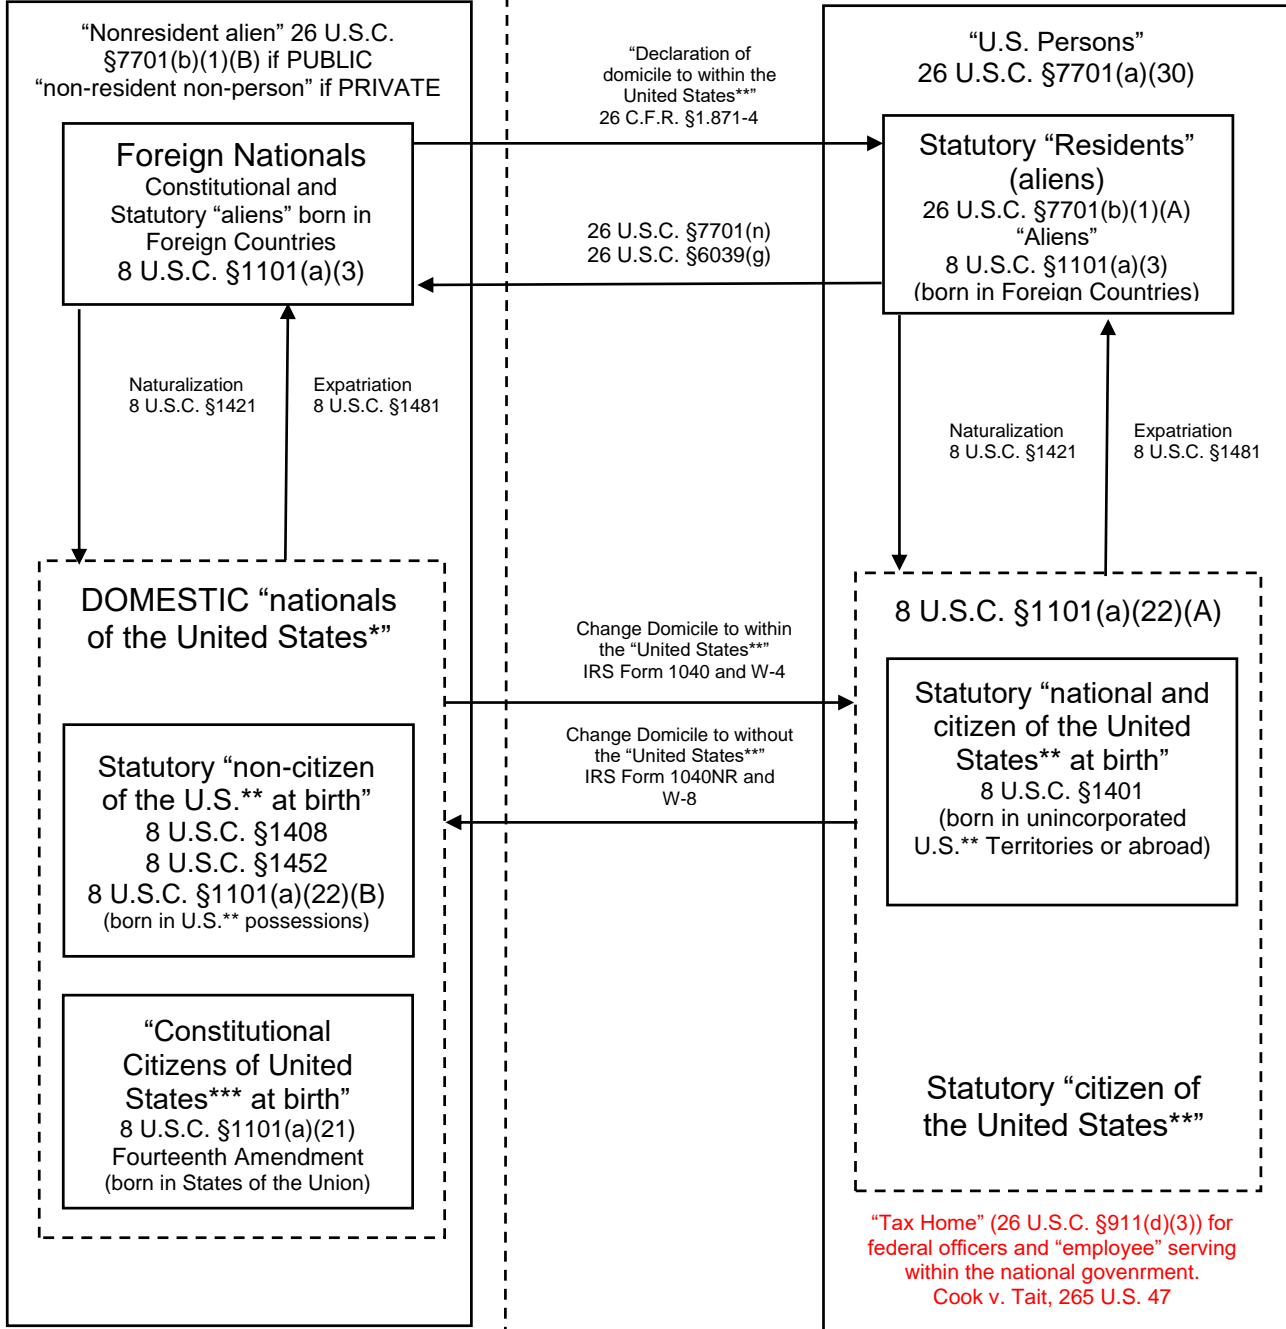 “Nonresident alien” 26 U.S.C.
§7701(b)(1)(B) if PUBLIC
“non-resident non-person” if PRIVATE
Foreign Nationals
Constitutional and
Statutory “aliens” born in
Foreign Countries
8 U.S.C. §1101(a)(3)
“Declaration of
domicile to within the
United States**”
26 C.F.R. §1.871-4
26 U.S.C. §7701(n)
26 U.S.C. §6039(g)
“U.S. Persons”
26 U.S.C. §7701(a)(30)
Statutory “Residents”
(aliens)
26 U.S.C. §7701(b)(1)(A)
“Aliens”
8 U.S.C. §1101(a)(3)
(born in Foreign Countries)
Naturalization
8 U.S.C. §1421
Expatriation
8 U.S.C. §1481
Naturalization
8 U.S.C. §1421
Expatriation
8 U.S.C. §1481
DOMESTIC “nationals
of the United States*”
Statutory “non-citizen
of the U.S.** at birth”
8 U.S.C. §1408
8 U.S.C. §1452
8 U.S.C. §1101(a)(22)(B)
(born in U.S.** possessions)
“Constitutional
Citizens of United
States*** at birth”
8 U.S.C. §1101(a)(21)
Fourteenth Amendment
(born in States of the Union)
Change Domicile to within
the “United States**”
IRS Form 1040 and W-4
Change Domicile to without
the “United States**”
IRS Form 1040NR and
W-8
8 U.S.C. §1101(a)(22)(A)
Statutory “national and
citizen of the United
States** at birth”
8 U.S.C. §1401
(born in unincorporated
U.S.** Territories or abroad)
Statutory “citizen of
the United States**”
“Tax Home” (26 U.S.C. §911(d)(3)) for
federal officers and “employee” serving
within the national govenrment.
Cook v. Tait, 265 U.S. 47